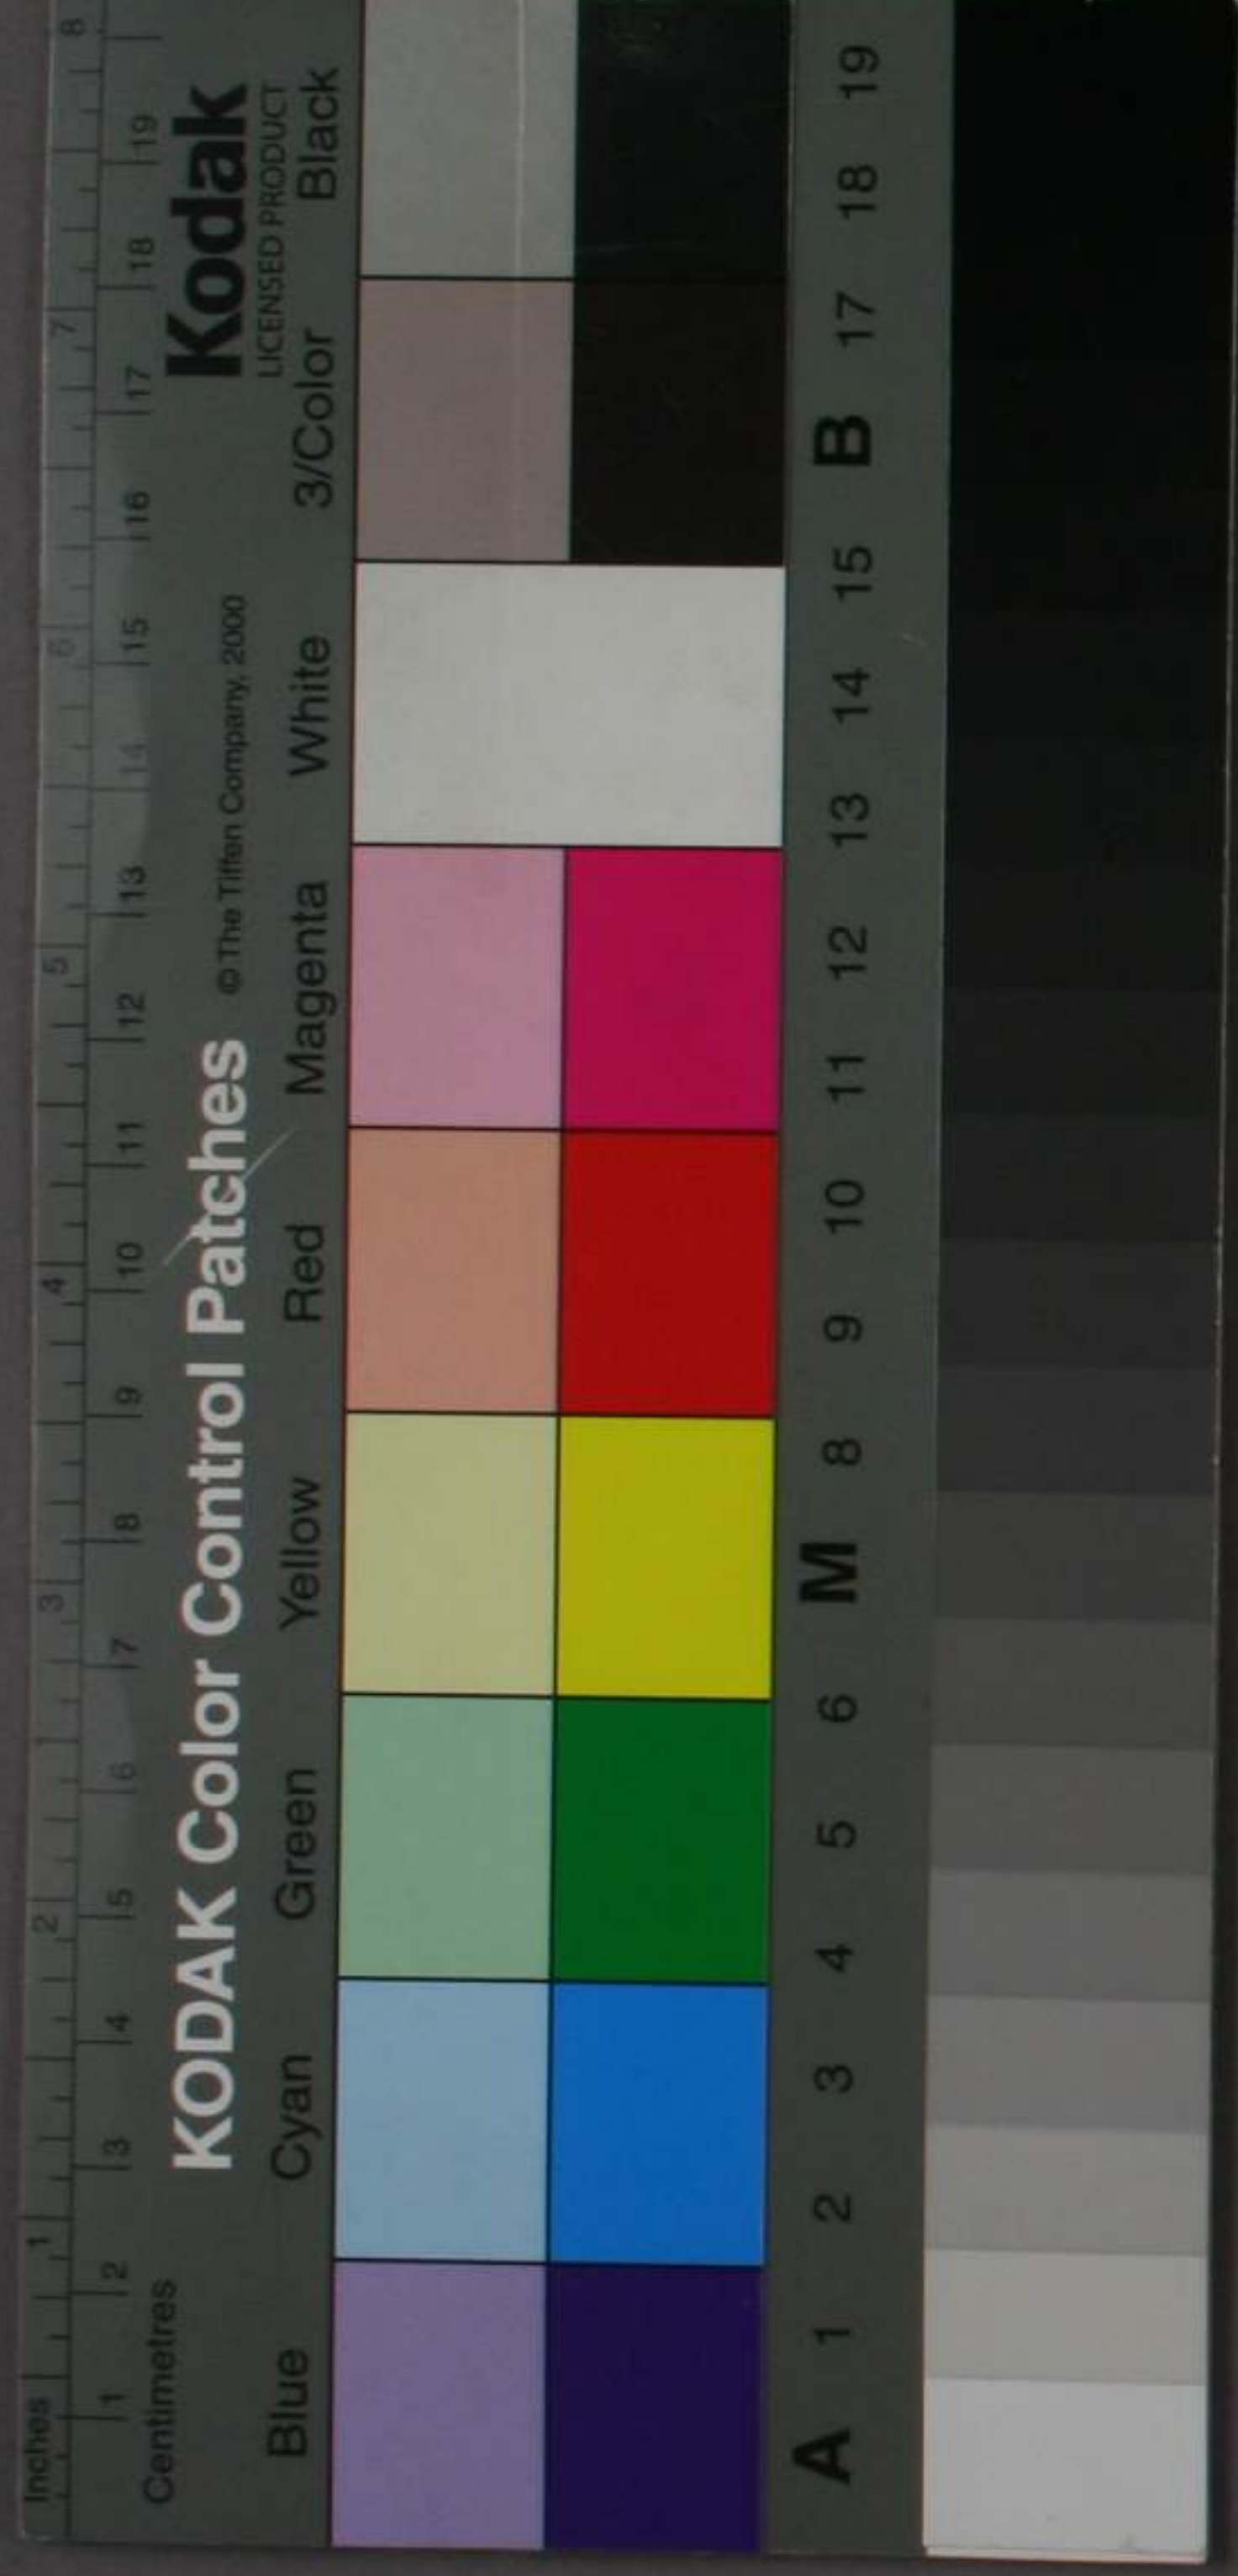 Inches 1 2 3 4 5 6 7 8
Centimetres 1 2 3 4 5 6 7 8 9 10 11 12 13 14 15 16 17 18 19
KODAK Color Control Patches © The Tiffen Company, 2000 Kodak
LICENSED PRODUCT
Blue Cyan Green Yellow Red Magenta White 3/Color Black
A 1 2 3 4 5 6 M 8 9 10 11 12 13 14 15 B 17 18 19